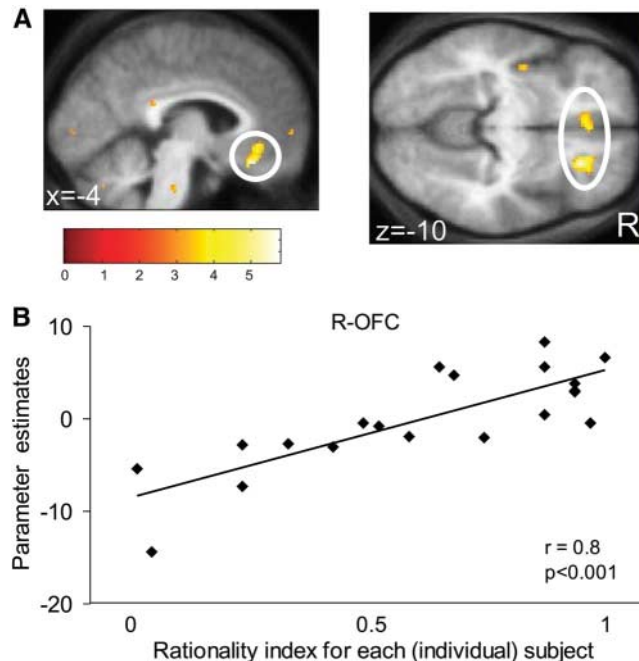 A
x=-4
z=-10
R
0 1 2 3 4 5
B
R-OFC
10
0
-10
-20
Parameter estimates
r = 0.8
p<0.001
0 0.5 1
Rationality index for each (individual) subject